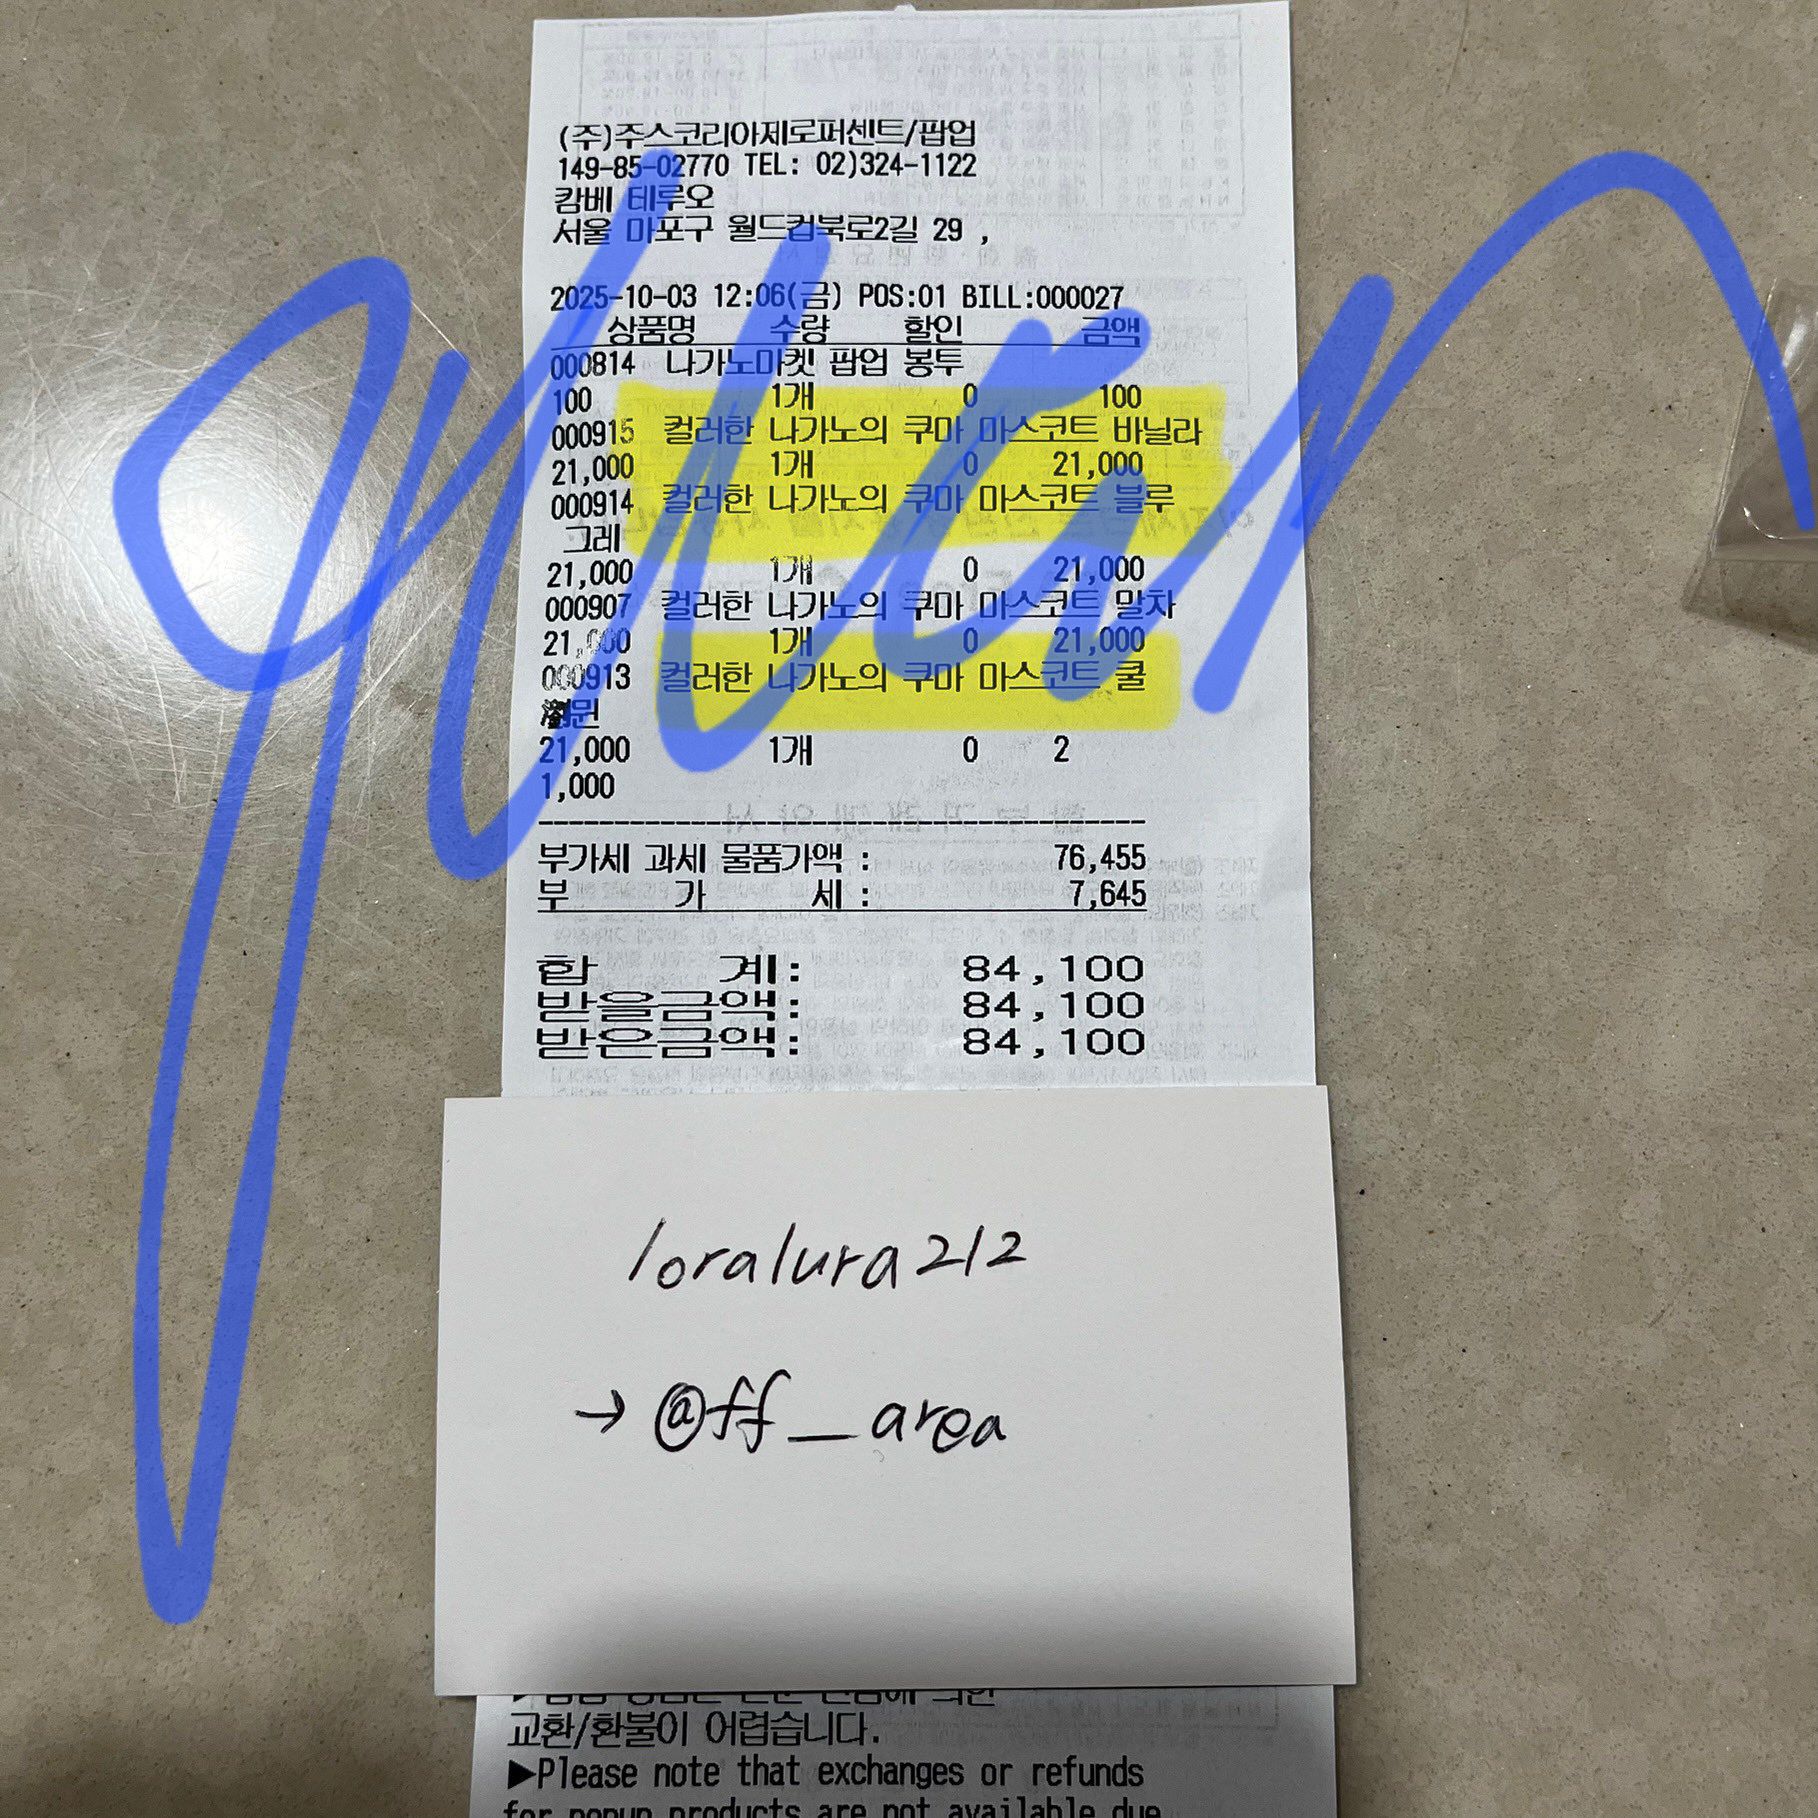 (주)주스코리아제로퍼센트/팝업
149-85-02770 TEL: 02)324-1122
캄베 테루오
서울 마포구 월드컵북로2길 29 ,
2025-10-03 12:06(금) POS:01 BILL:000027
상품명 수량 할인 금액
000814 나가노마켓 팝업 봉투
100 1개 0 100
000915 컬러한 나가노의 쿠마 마스코트 바닐라
21,000 1개 0 21,000
000914 컬러한 나가노의 쿠마 마스코트 블루
그레
21,000 1개 0 21,000
000907 컬러한 나가노의 쿠마 마스코트 말차
21,000 1개 0 21,000
000913 컬러한 나가노의 쿠마 마스코트 쿨
21,000 1개 0 2
1,000
부가세 과세 물품가액 : 76,455
부 가 세 : 7,645
합 계: 84,100
받을금액: 84,100
받은금액: 84,100
loralura212
→ @ff_area
교환/환불이 어렵습니다.
▶Please note that exchanges or refunds
for popup products are not available due